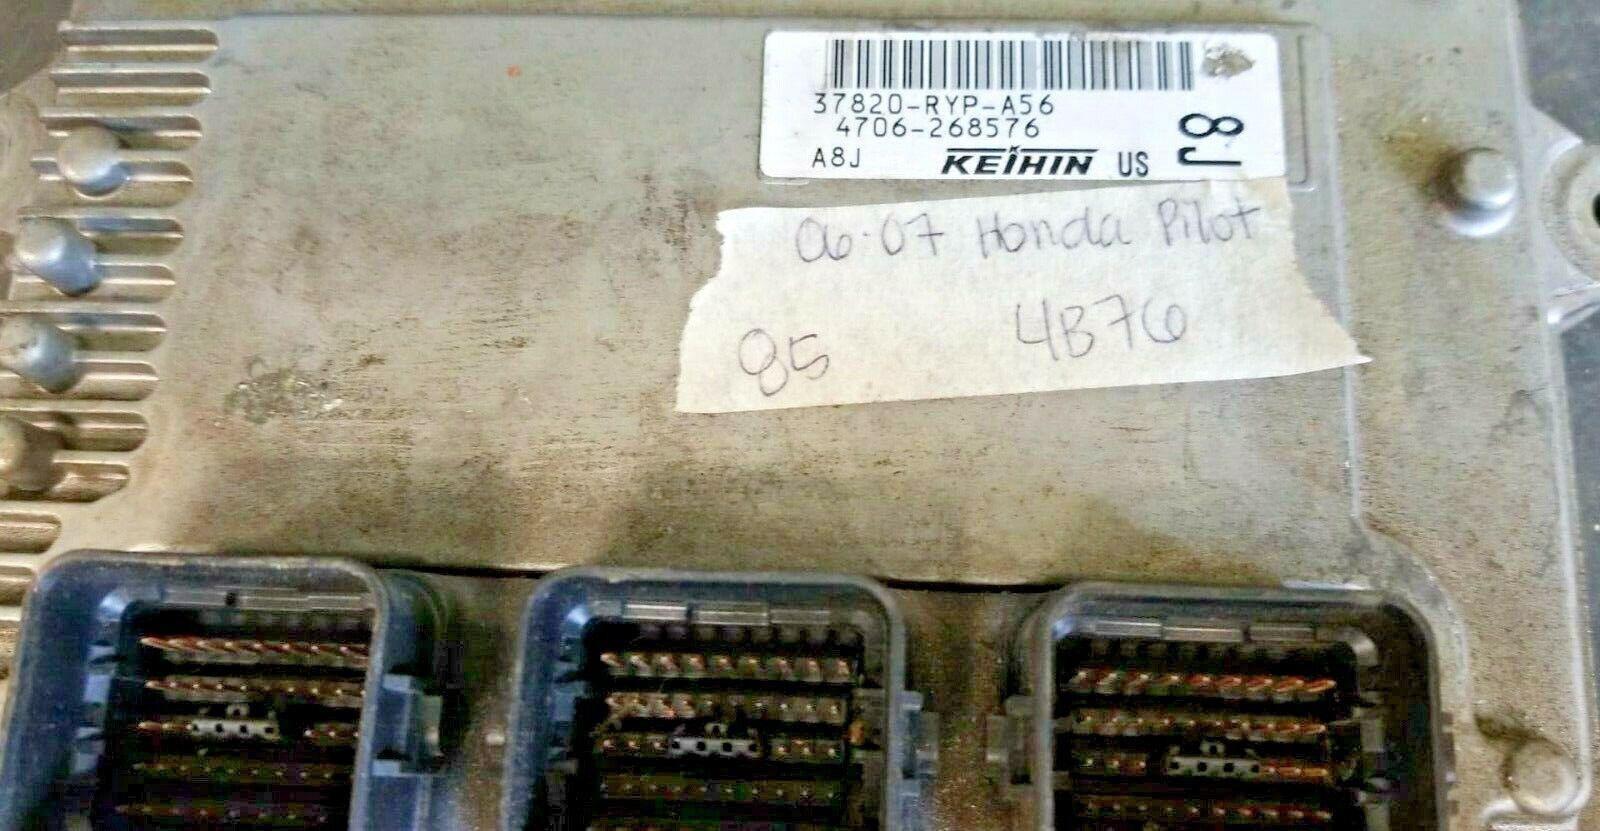 37820-RYP-A56
4706-268576
A8J KEIHIN US
8J
06-07 Honda Pilot
85 4B76